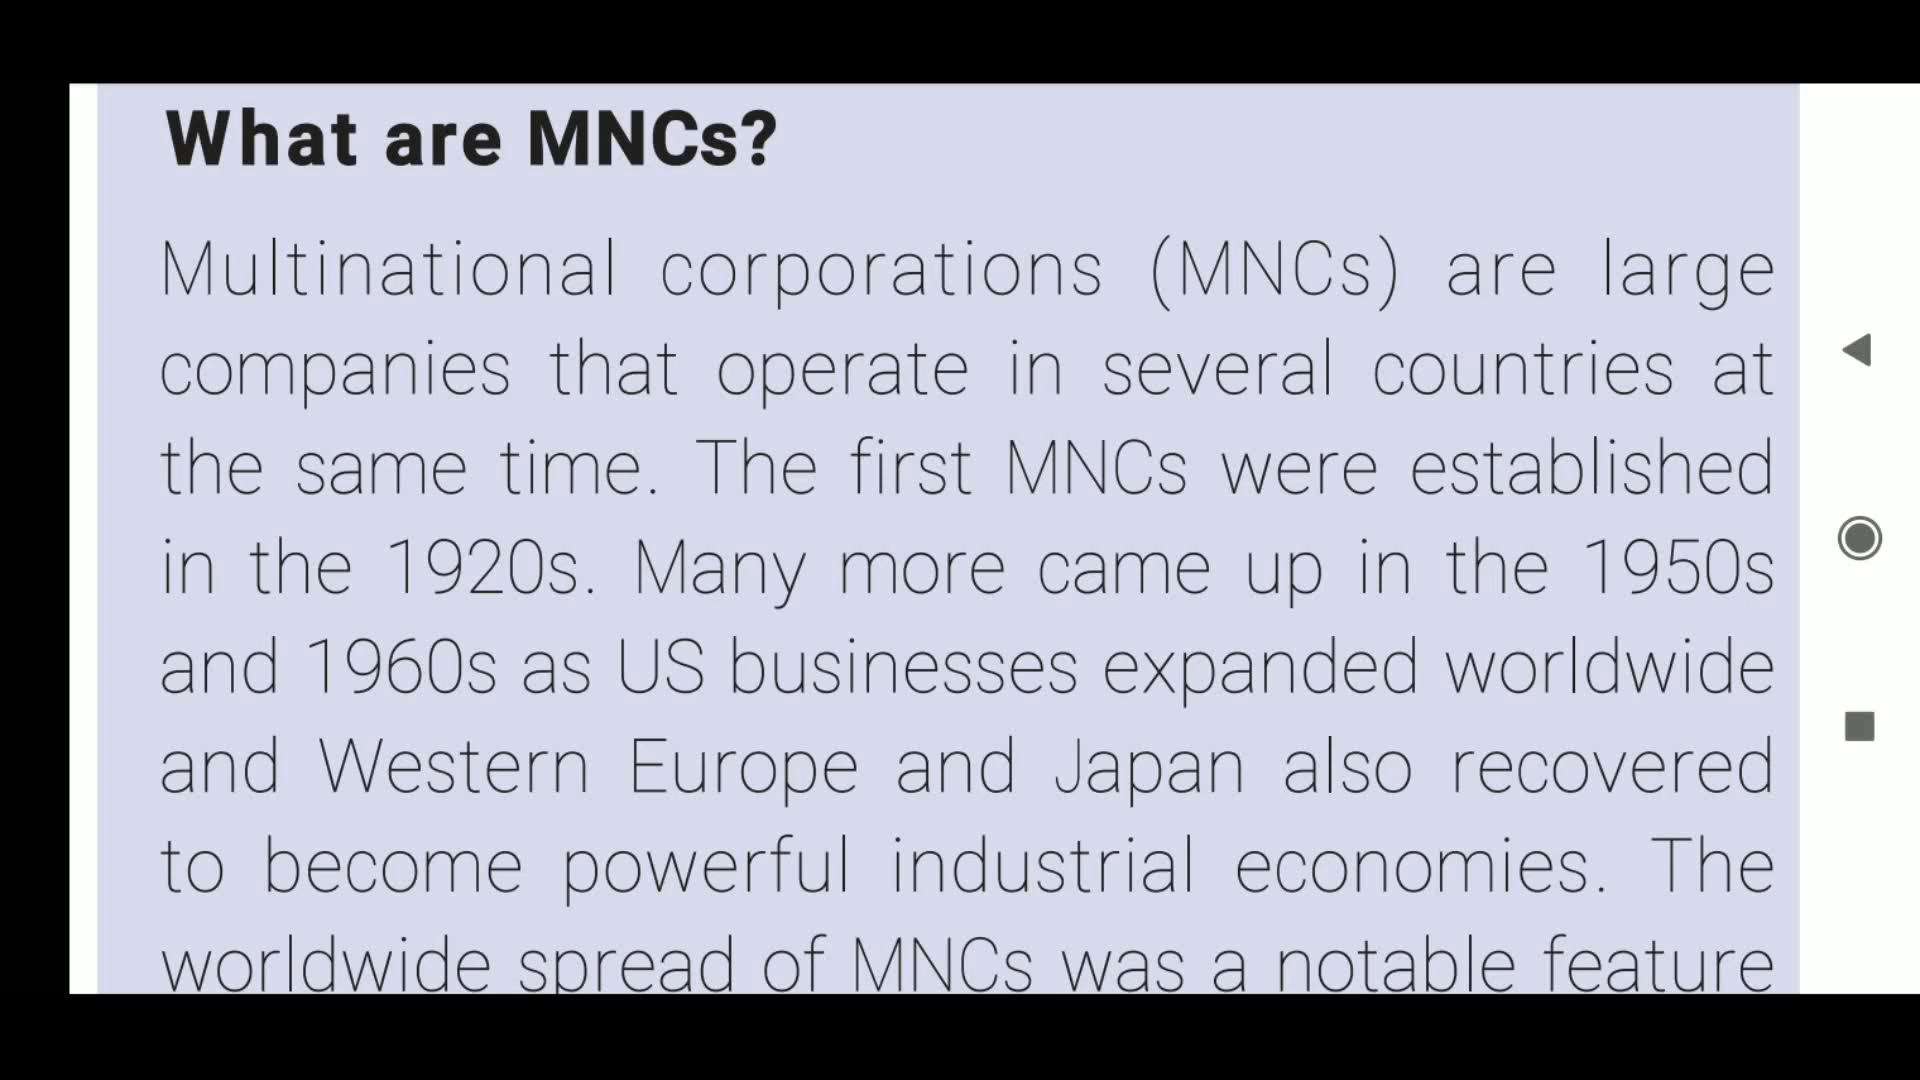 What are MNCs?
Multinational corporations (MNCs) are large
companies that operate in several countries at
the same time. The first MNCs were established
in the 1920s. Many more came up in the 1950s
and 1960s as US businesses expanded worldwide
and Western Europe and Japan also recovered
to become powerful industrial economies. The
worldwide spread of MNCs was a notable feature